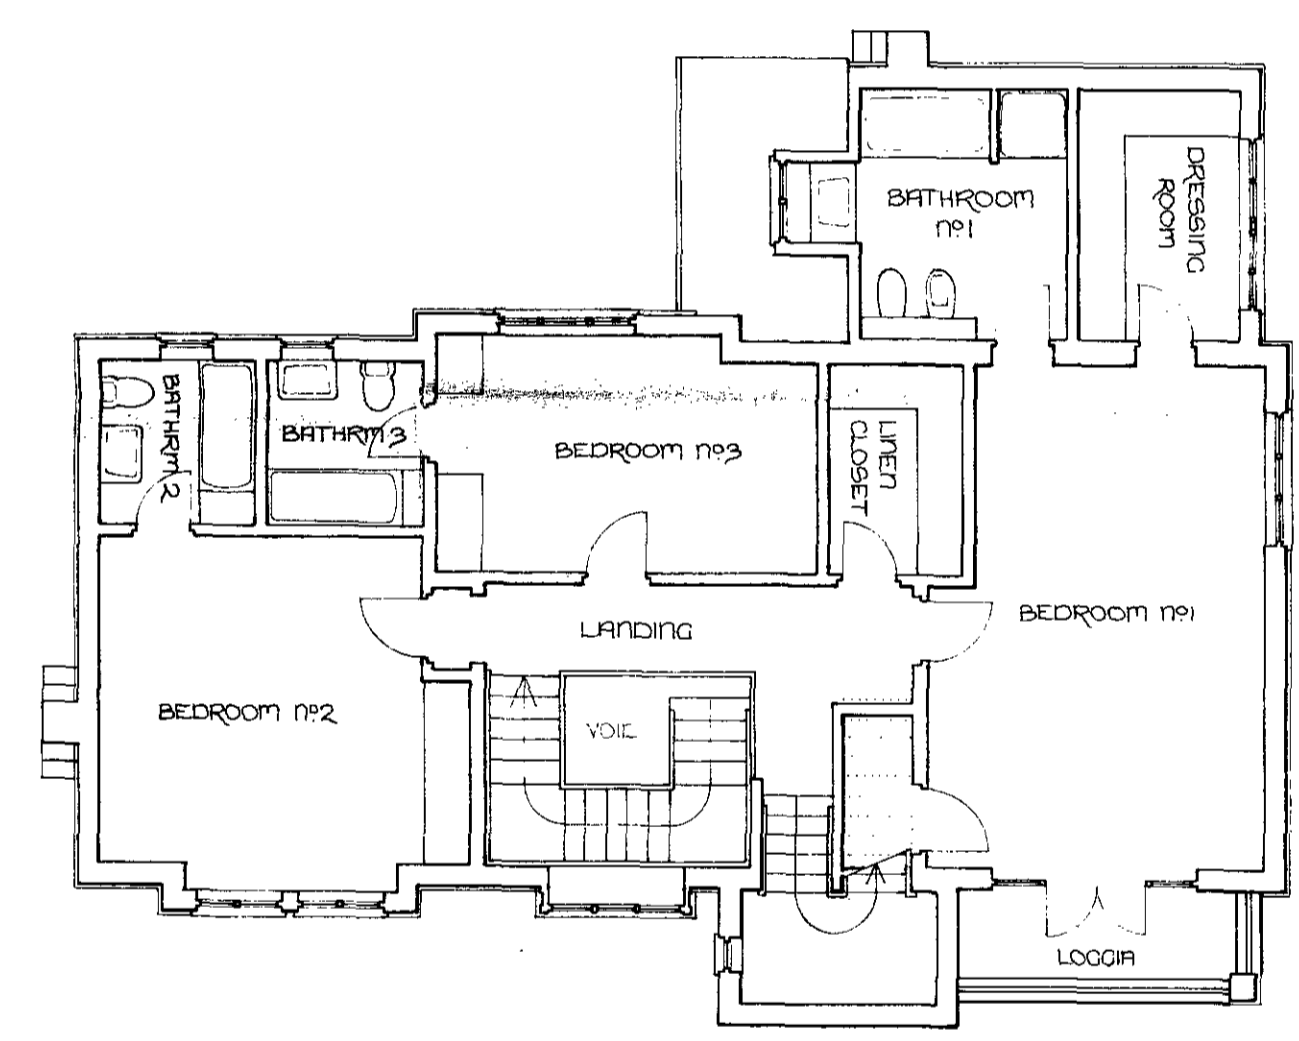 BATHROOM
nº1
DRESSING
ROOM
BATHRM 2
BATHRM 3
BEDROOM nº3
LINEN
CLOSET
BEDROOM nº1
LANDING
BEDROOM nº2
VOID
LOGGIA